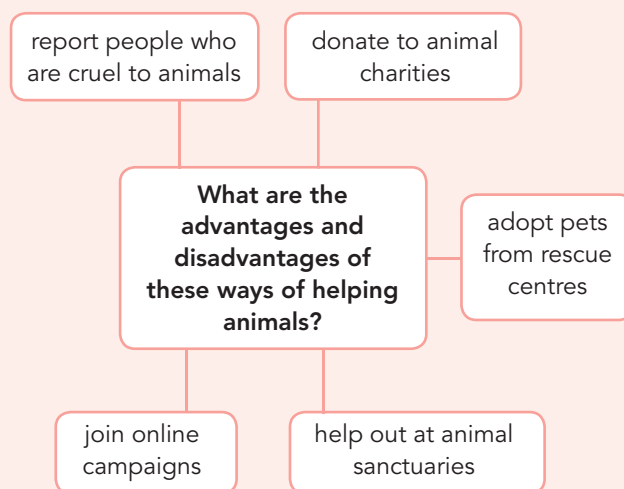 report people who
are cruel to animals
donate to animal
charities
What are the
advantages and
disadvantages of
these ways of helping
animals?
adopt pets
from rescue
centres
join online
campaigns
help out at animal
sanctuaries